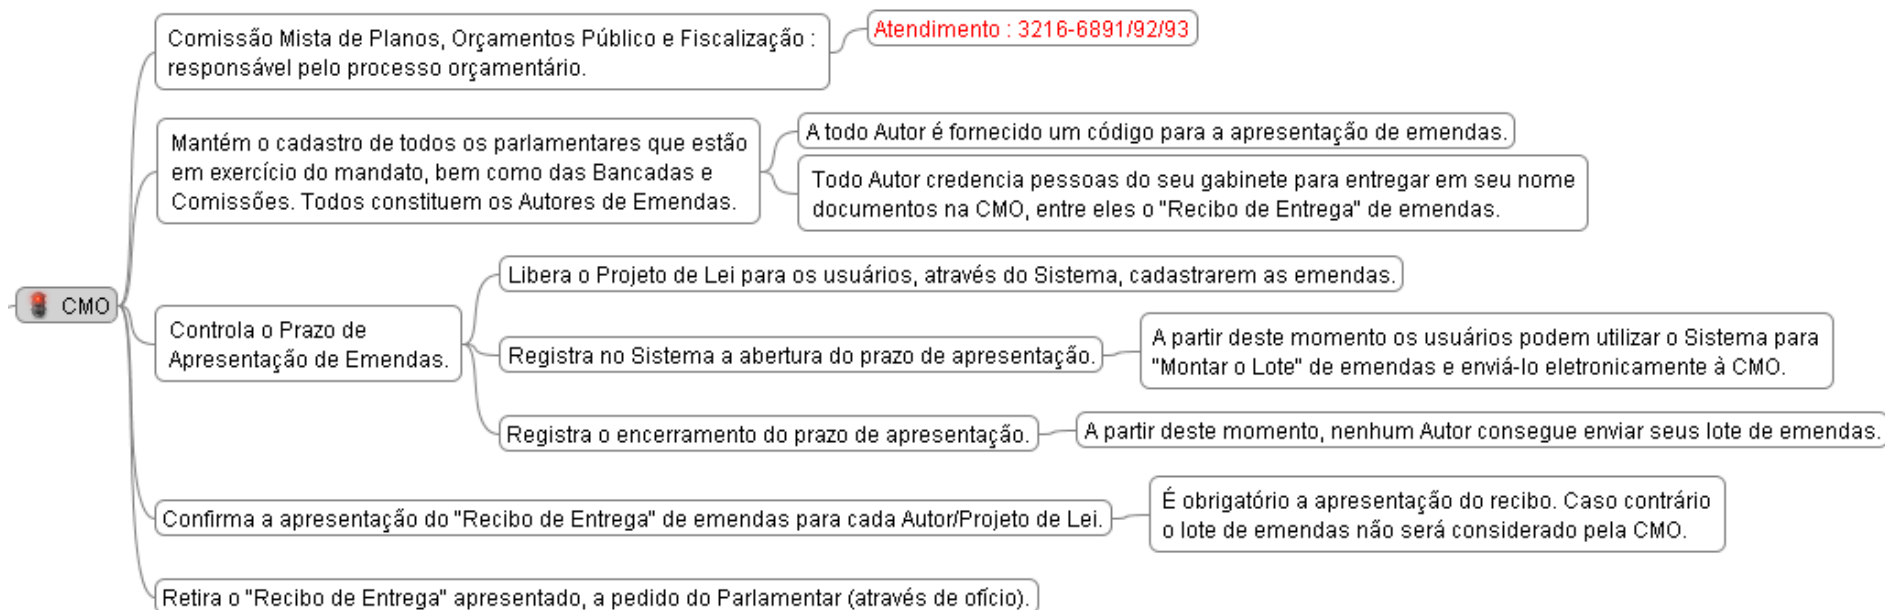 CMO
Comissão Mista de Planos, Orçamentos Público e Fiscalização :
responsável pelo processo orçamentário.
Atendimento : 3216-6891/92/93
Mantém o cadastro de todos os parlamentares que estão
em exercício do mandato, bem como das Bancadas e
Comissões. Todos constituem os Autores de Emendas.
A todo Autor é fornecido um código para a apresentação de emendas.
Todo Autor credencia pessoas do seu gabinete para entregar em seu nome
documentos na CMO, entre eles o "Recibo de Entrega" de emendas.
Controla o Prazo de
Apresentação de Emendas.
Libera o Projeto de Lei para os usuários, através do Sistema, cadastrarem as emendas.
Registra no Sistema a abertura do prazo de apresentação.
A partir deste momento os usuários podem utilizar o Sistema para
"Montar o Lote" de emendas e enviá-lo eletronicamente à CMO.
Registra o encerramento do prazo de apresentação.
A partir deste momento, nenhum Autor consegue enviar seus lote de emendas.
Confirma a apresentação do "Recibo de Entrega" de emendas para cada Autor/Projeto de Lei.
É obrigatório a apresentação do recibo. Caso contrário
o lote de emendas não será considerado pela CMO.
Retira o "Recibo de Entrega" apresentado, a pedido do Parlamentar (através de ofício).